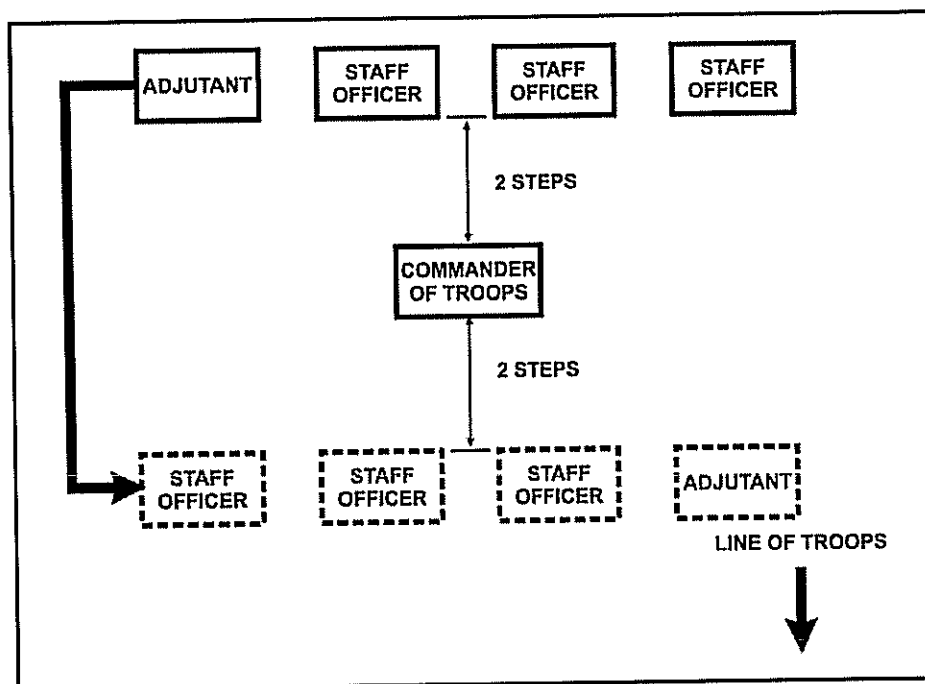 ADJUTANT
STAFF
OFFICER
STAFF
OFFICER
STAFF
OFFICER
2 STEPS
COMMANDER
OF TROOPS
2 STEPS
STAFF
OFFICER
STAFF
OFFICER
STAFF
OFFICER
ADJUTANT
LINE OF TROOPS